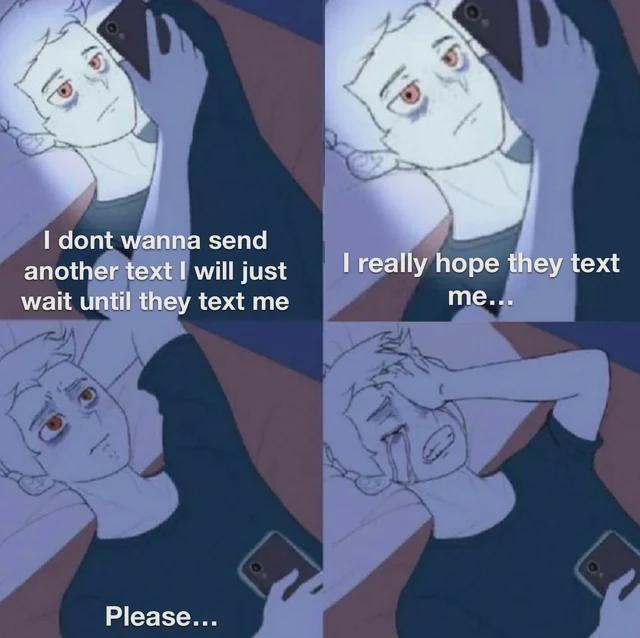 I dont wanna send
another text I will just
wait until they text me
I really hope they text
me...
Please...